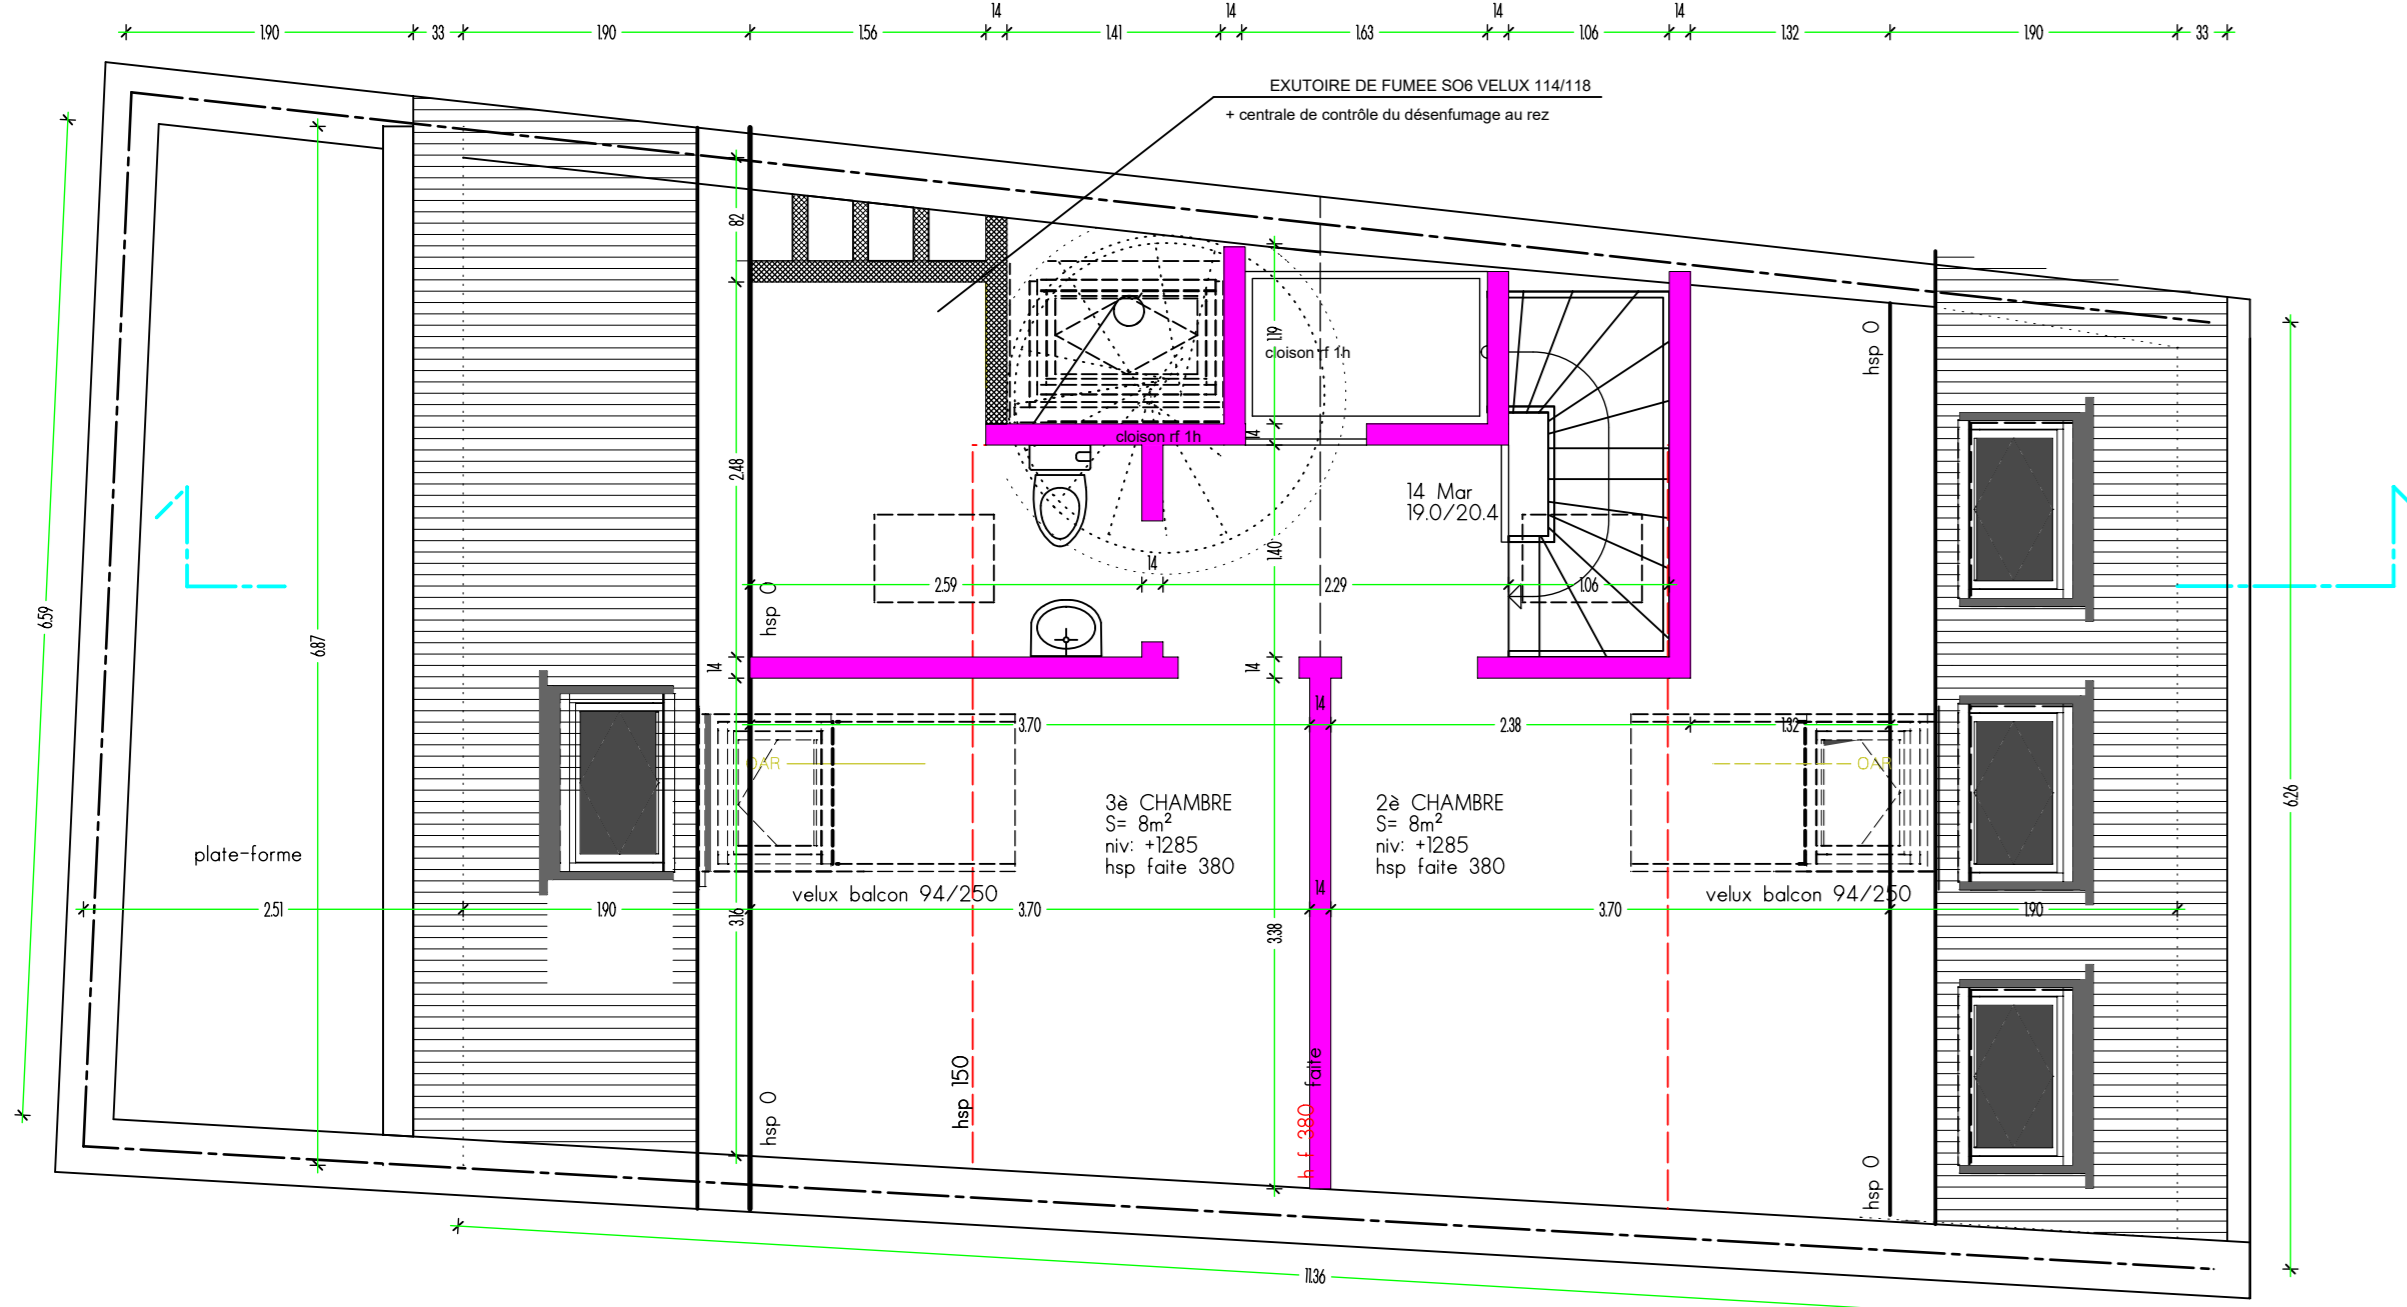 14 14 14 14
1.90 33 1.90 1.56 1.41 1.63 1.06 1.32 1.90 33
EXUTOIRE DE FUMEE SO6 VELUX 114/118
+ centrale de contrôle du désenfumage au rez
82
1.19
hsp 0
cloison rf 1h
cloison rf 1h
14
2.48
14 Mar
19.0/20.4
1.40
14
2.59 2.29 1.06
hsp 0
6.59
6.87
14
14
14
3.70 2.38 1.32
OAR
OAR
6.26
3è CHAMBRE
S= 8m²
niv: +1285
hsp faite 380
2è CHAMBRE
S= 8m²
niv: +1285
hsp faite 380
plate-forme
14
velux balcon 94/250
velux balcon 94/250
2.51 1.90 3.70 3.70 1.90
3.16
3.38
hsp 150
faite
h f 380
hsp 0
hsp 0
11.36